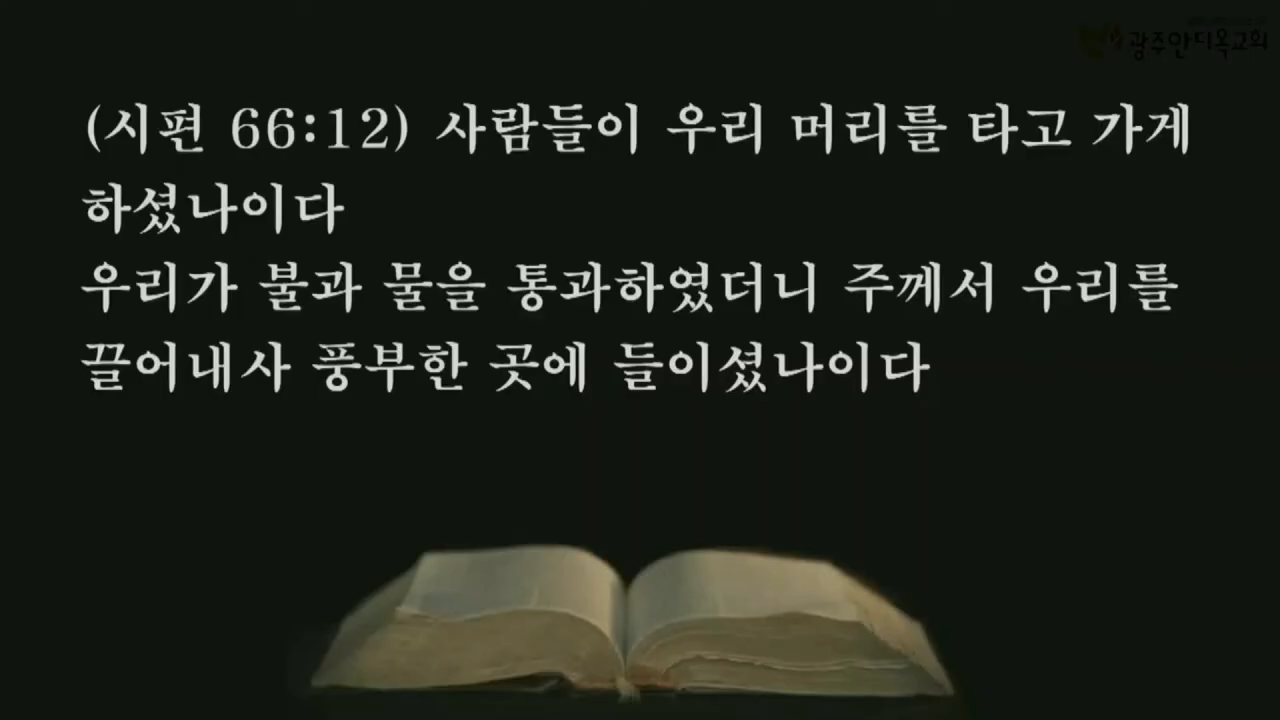 광주안디옥교회
(시편 66:12) 사람들이 우리 머리를 타고 가게
하셨나이다
우리가 불과 물을 통과하였더니 주께서 우리를
끌어내사 풍부한 곳에 들이셨나이다